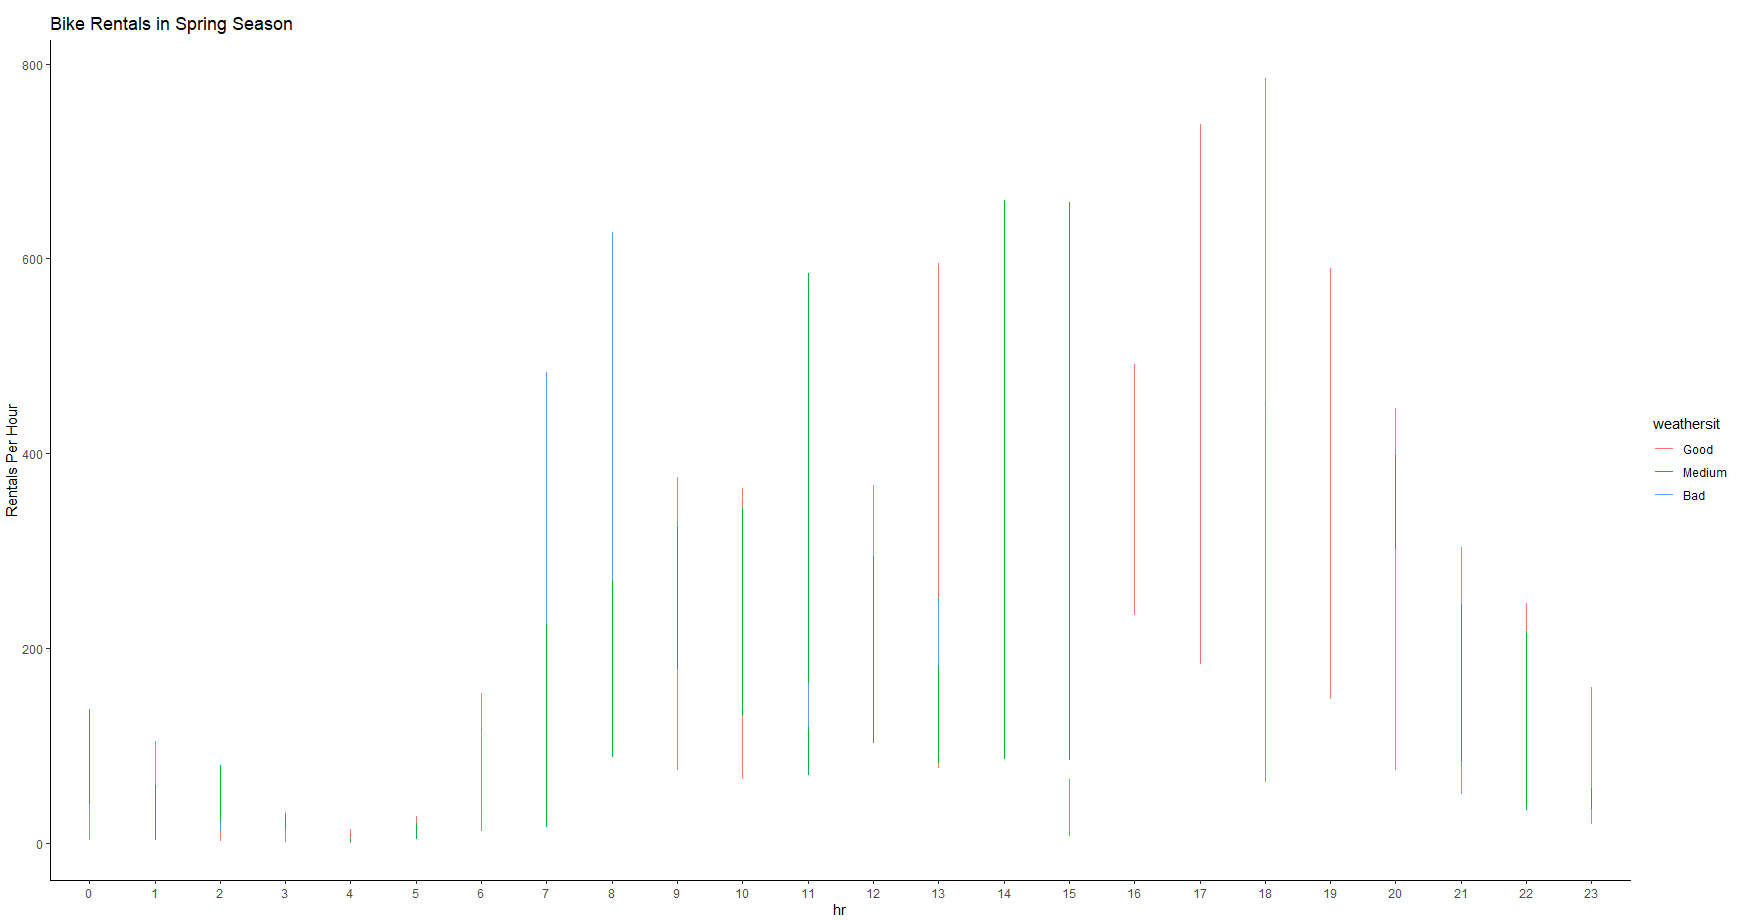 Bike Rentals in Spring Season
800
600
400
200
0
Rentals Per Hour
0 1 2 3 4 5 6 7 8 9 10 11 12 13 14 15 16 17 18 19 20 21 22 23
hr
weathersit
Good
Medium
Bad